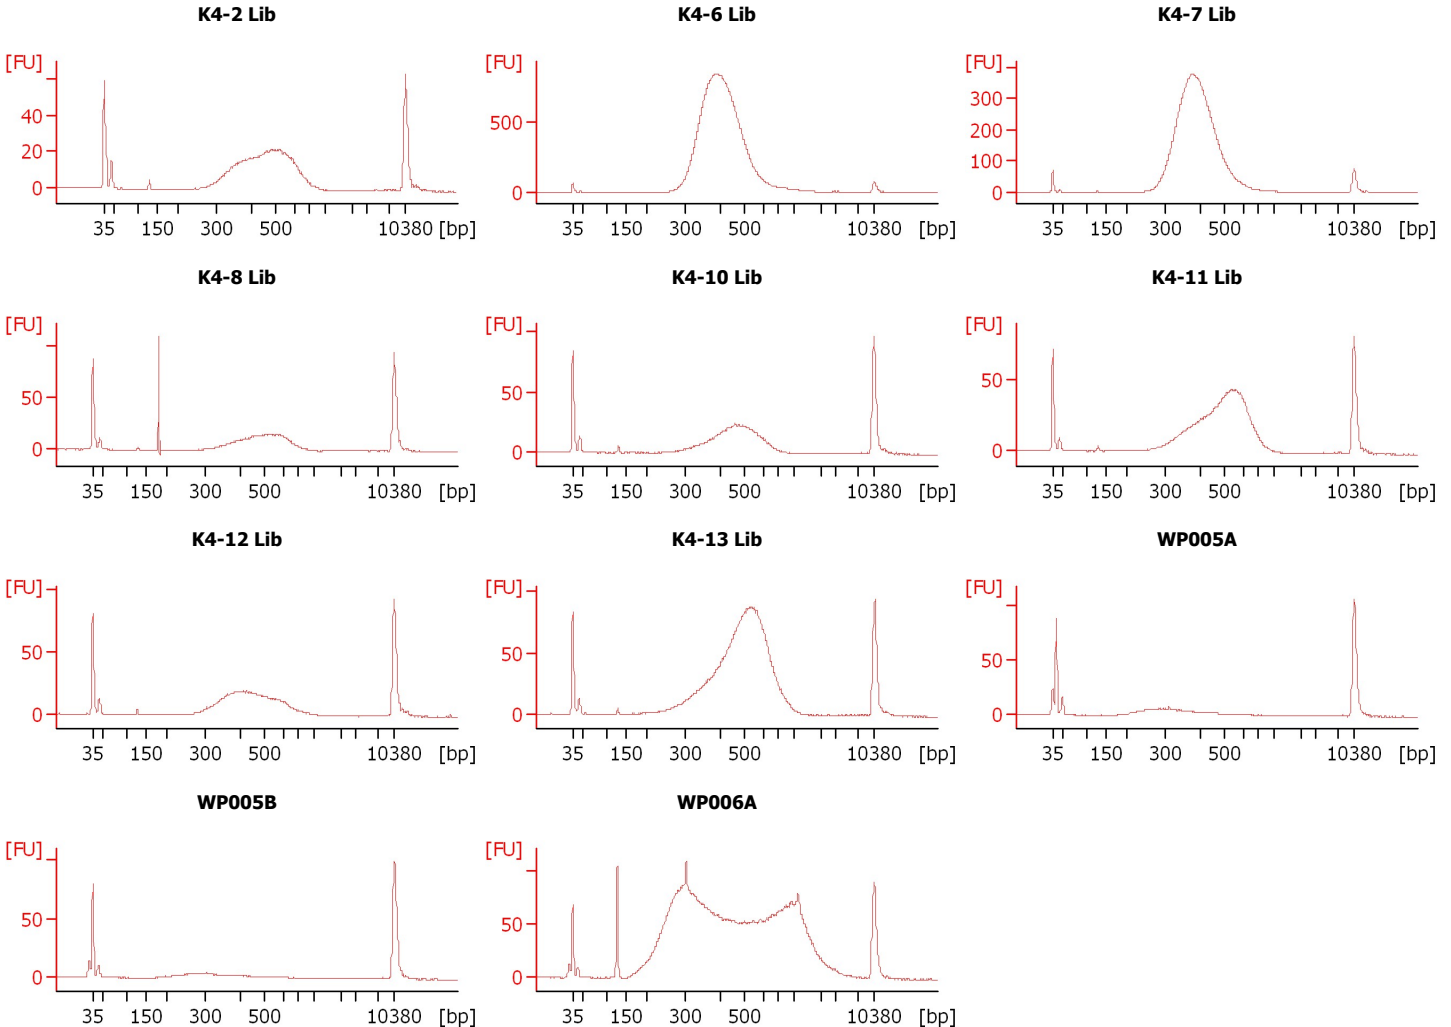 K4-2 Lib K4-6 Lib K4-7 Lib
[FU] [FU] [FU]
40 20 0 500 0 300 200 100 0
35 150 300 500 10380 [bp] 35 150 300 500 10380 [bp] 35 150 300 500 10380 [bp]
K4-8 Lib K4-10 Lib K4-11 Lib
[FU] [FU] [FU]
50 0 50 0 50 0
35 150 300 500 10380 [bp] 35 150 300 500 10380 [bp] 35 150 300 500 10380 [bp]
K4-12 Lib K4-13 Lib WP005A
[FU] [FU] [FU]
50 0 50 0 50 0
35 150 300 500 10380 [bp] 35 150 300 500 10380 [bp] 35 150 300 500 10380 [bp]
WP005B WP006A
[FU] [FU]
50 0 50 0
35 150 300 500 10380 [bp] 35 150 300 500 10380 [bp]